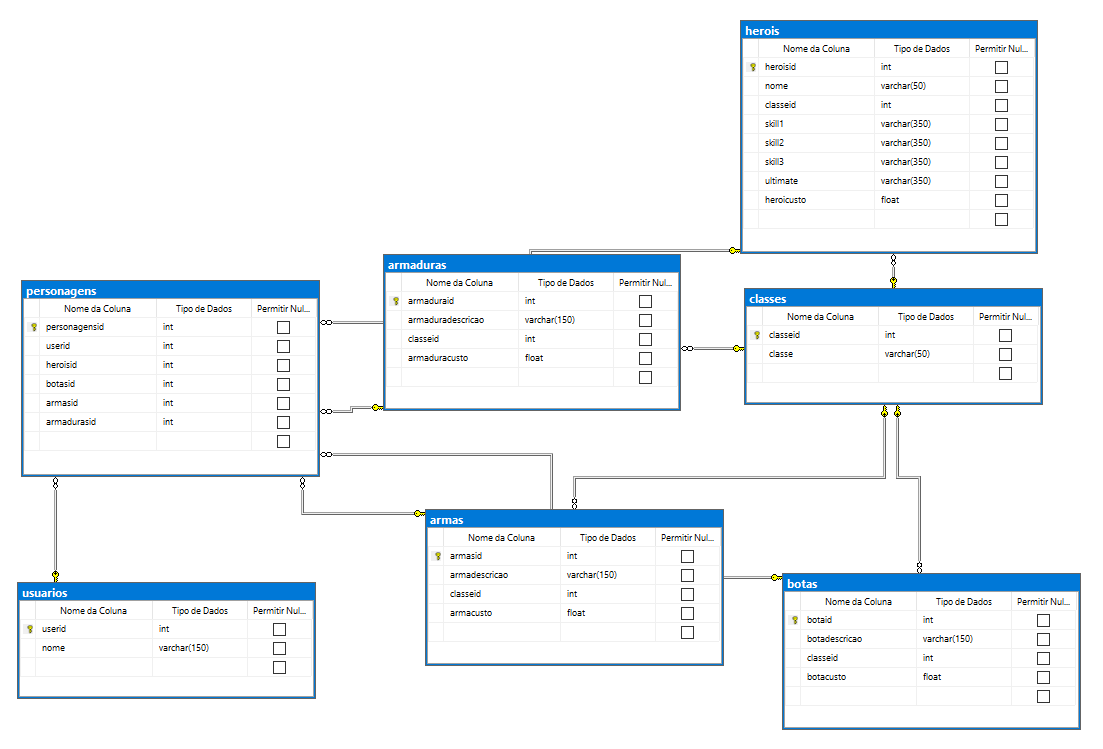 herois
Nome da Coluna Tipo de Dados Permitir Nul...
heroisid int
nome varchar(50)
classeid int
skill1 varchar(350)
skill2 varchar(350)
skill3 varchar(350)
ultimate varchar(350)
heroicusto float
armaduras
Nome da Coluna Tipo de Dados Permitir Nul...
armaduraid int
armaduradescricao varchar(150)
classeid int
armaduracusto float
personagens
Nome da Coluna Tipo de Dados Permitir Nul...
personagensid int
userid int
heroisid int
botasid int
armasid int
armadurasid int
classes
Nome da Coluna Tipo de Dados Permitir Nul...
classeid int
classe varchar(50)
armas
Nome da Coluna Tipo de Dados Permitir Nul...
armasid int
armadescricao varchar(150)
classeid int
armacusto float
usuarios
Nome da Coluna Tipo de Dados Permitir Nul...
userid int
nome varchar(150)
botas
Nome da Coluna Tipo de Dados Permitir Nul...
botaid int
botadescricao varchar(150)
classeid int
botacusto float